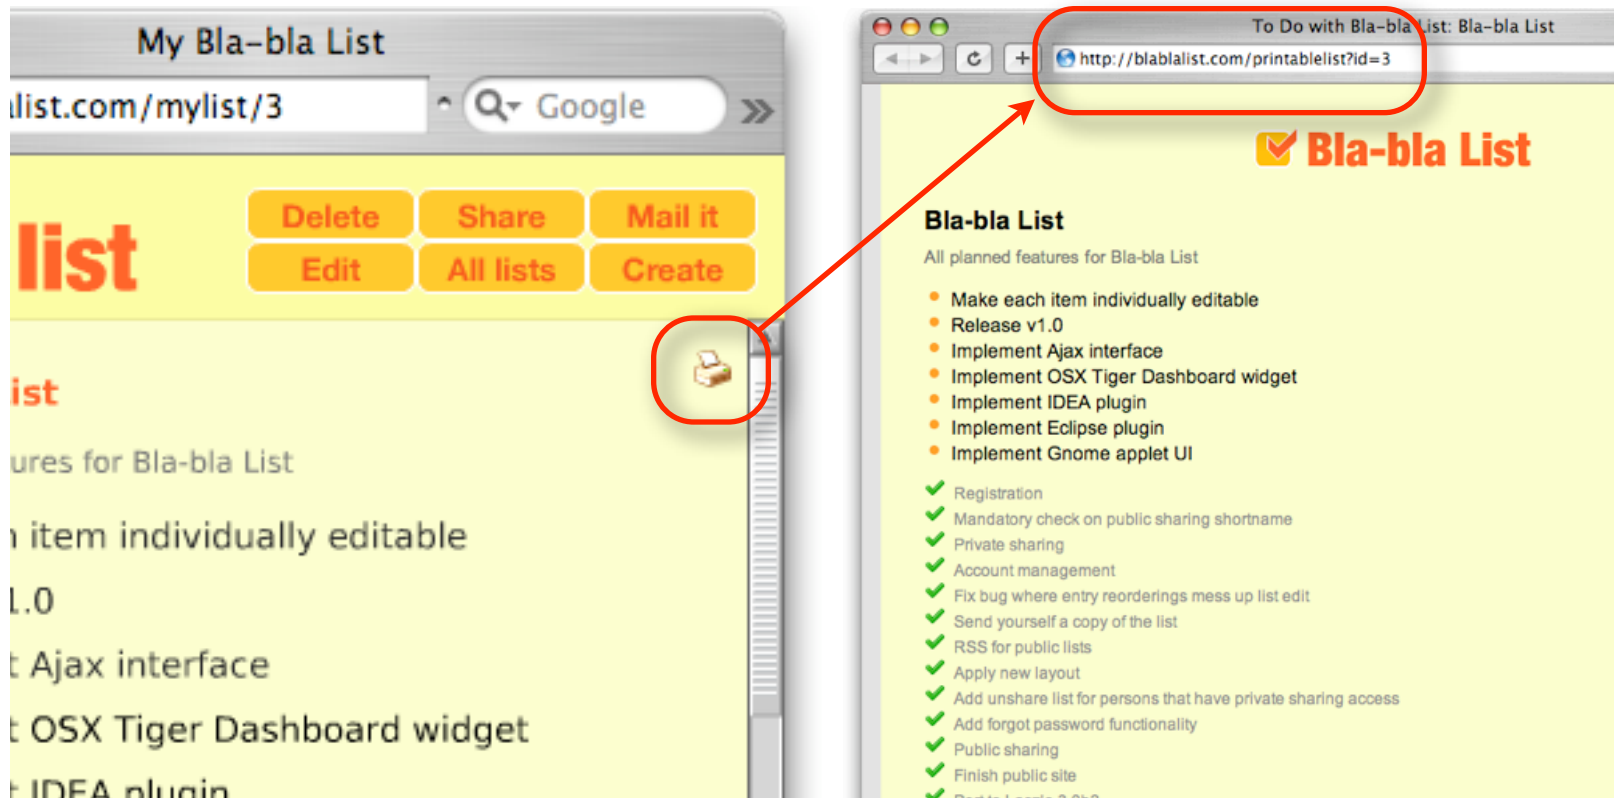 My Bla-bla List
list.com/mylist/3
Google
Delete Share Mail it
list
Edit All lists Create
ist
ures for Bla-bla List
item individually editable
1.0
t Ajax interface
t OSX Tiger Dashboard widget
t IDEA plugin
To Do with Bla-bla List: Bla-bla List
http://blablalist.com/printablelist?id=3
Bla-bla List
Bla-bla List
All planned features for Bla-bla List
Make each item individually editable
Release v1.0
Implement Ajax interface
Implement OSX Tiger Dashboard widget
Implement IDEA plugin
Implement Eclipse plugin
Implement Gnome applet UI
Registration
Mandatory check on public sharing shortname
Private sharing
Account management
Fix bug where entry reorderings mess up list edit
Send yourself a copy of the list
RSS for public lists
Apply new layout
Add unshare list for persons that have private sharing access
Add forgot password functionality
Public sharing
Finish public site